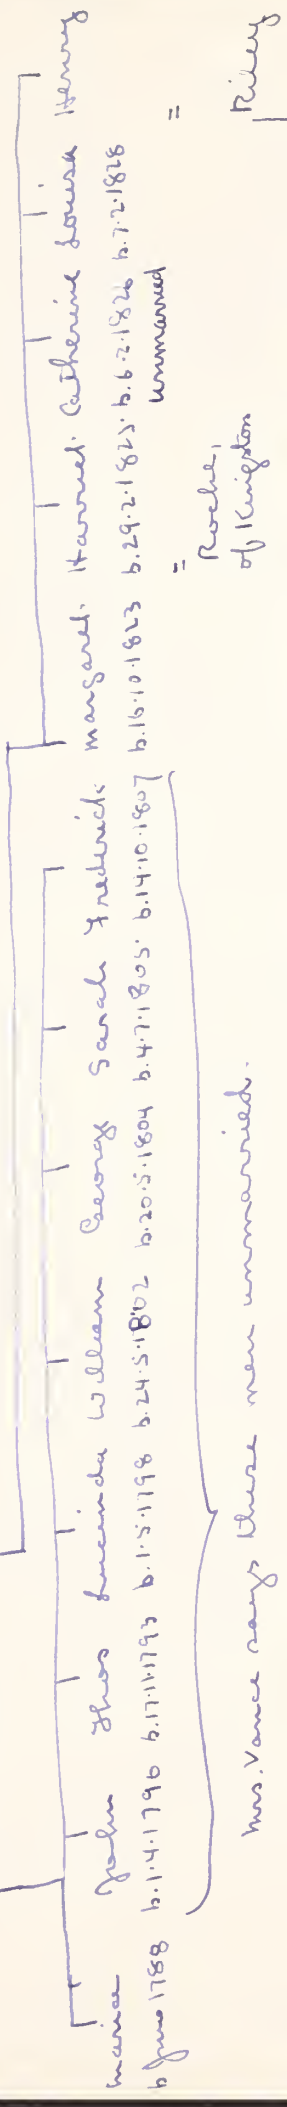 Maria John Thos Lucinda William George Sarah Frederick. Margaret. Harriet. Catherine Louisa Henry
b June 1788 b.1.4.1796 b.17.11.1793 b.1.5.1798 b.24.5.1802 b.20.5.1804 b.4.7.1805. b.14.10.1807 b.16.10.1823 b.29.2.1825. b.6.2.1826 b.7.2.1828
unmarried
= =
Roche, Riley
of Kingston
Mrs. Vance says these men unmarried.